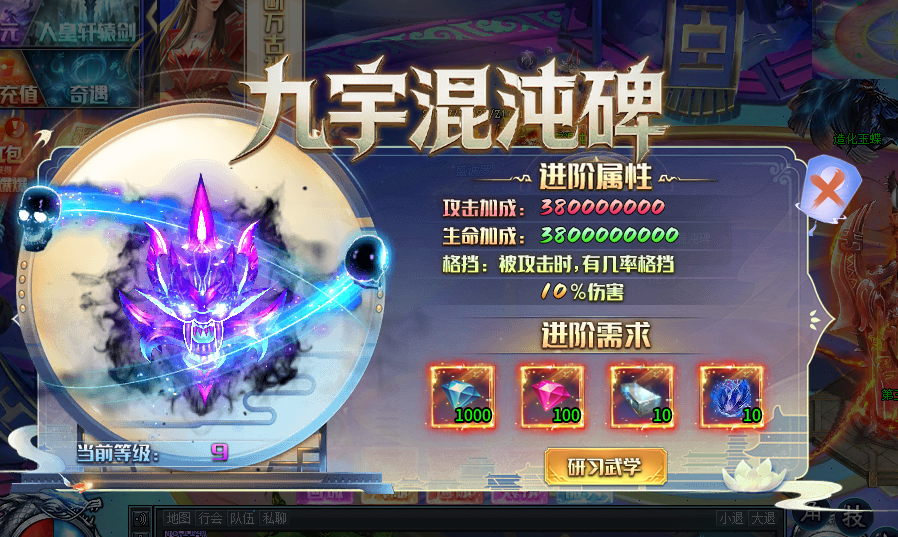 人皇轩辕剑
充值
奇遇
九宇混沌碑
造化玉蝶
进阶属性
攻击加成: 380000000
生命加成: 3800000000
格挡: 被攻击时,有几率格挡
10%伤害
进阶需求
1000 100 10 10
当前等级: 9
研习武学
地图 行会 队伍 私聊
小退 大退
技